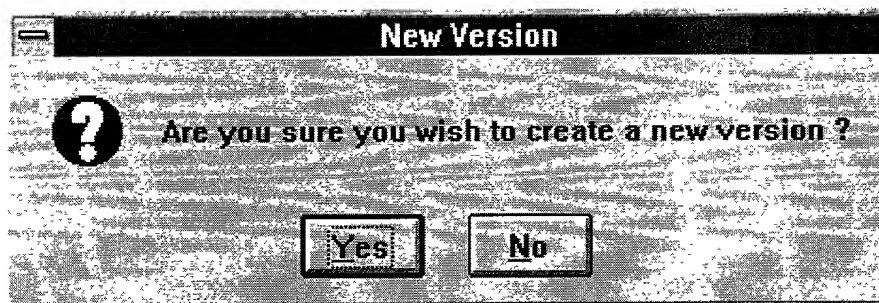 New Version
Are you sure you wish to create a new version ?
Yes
No